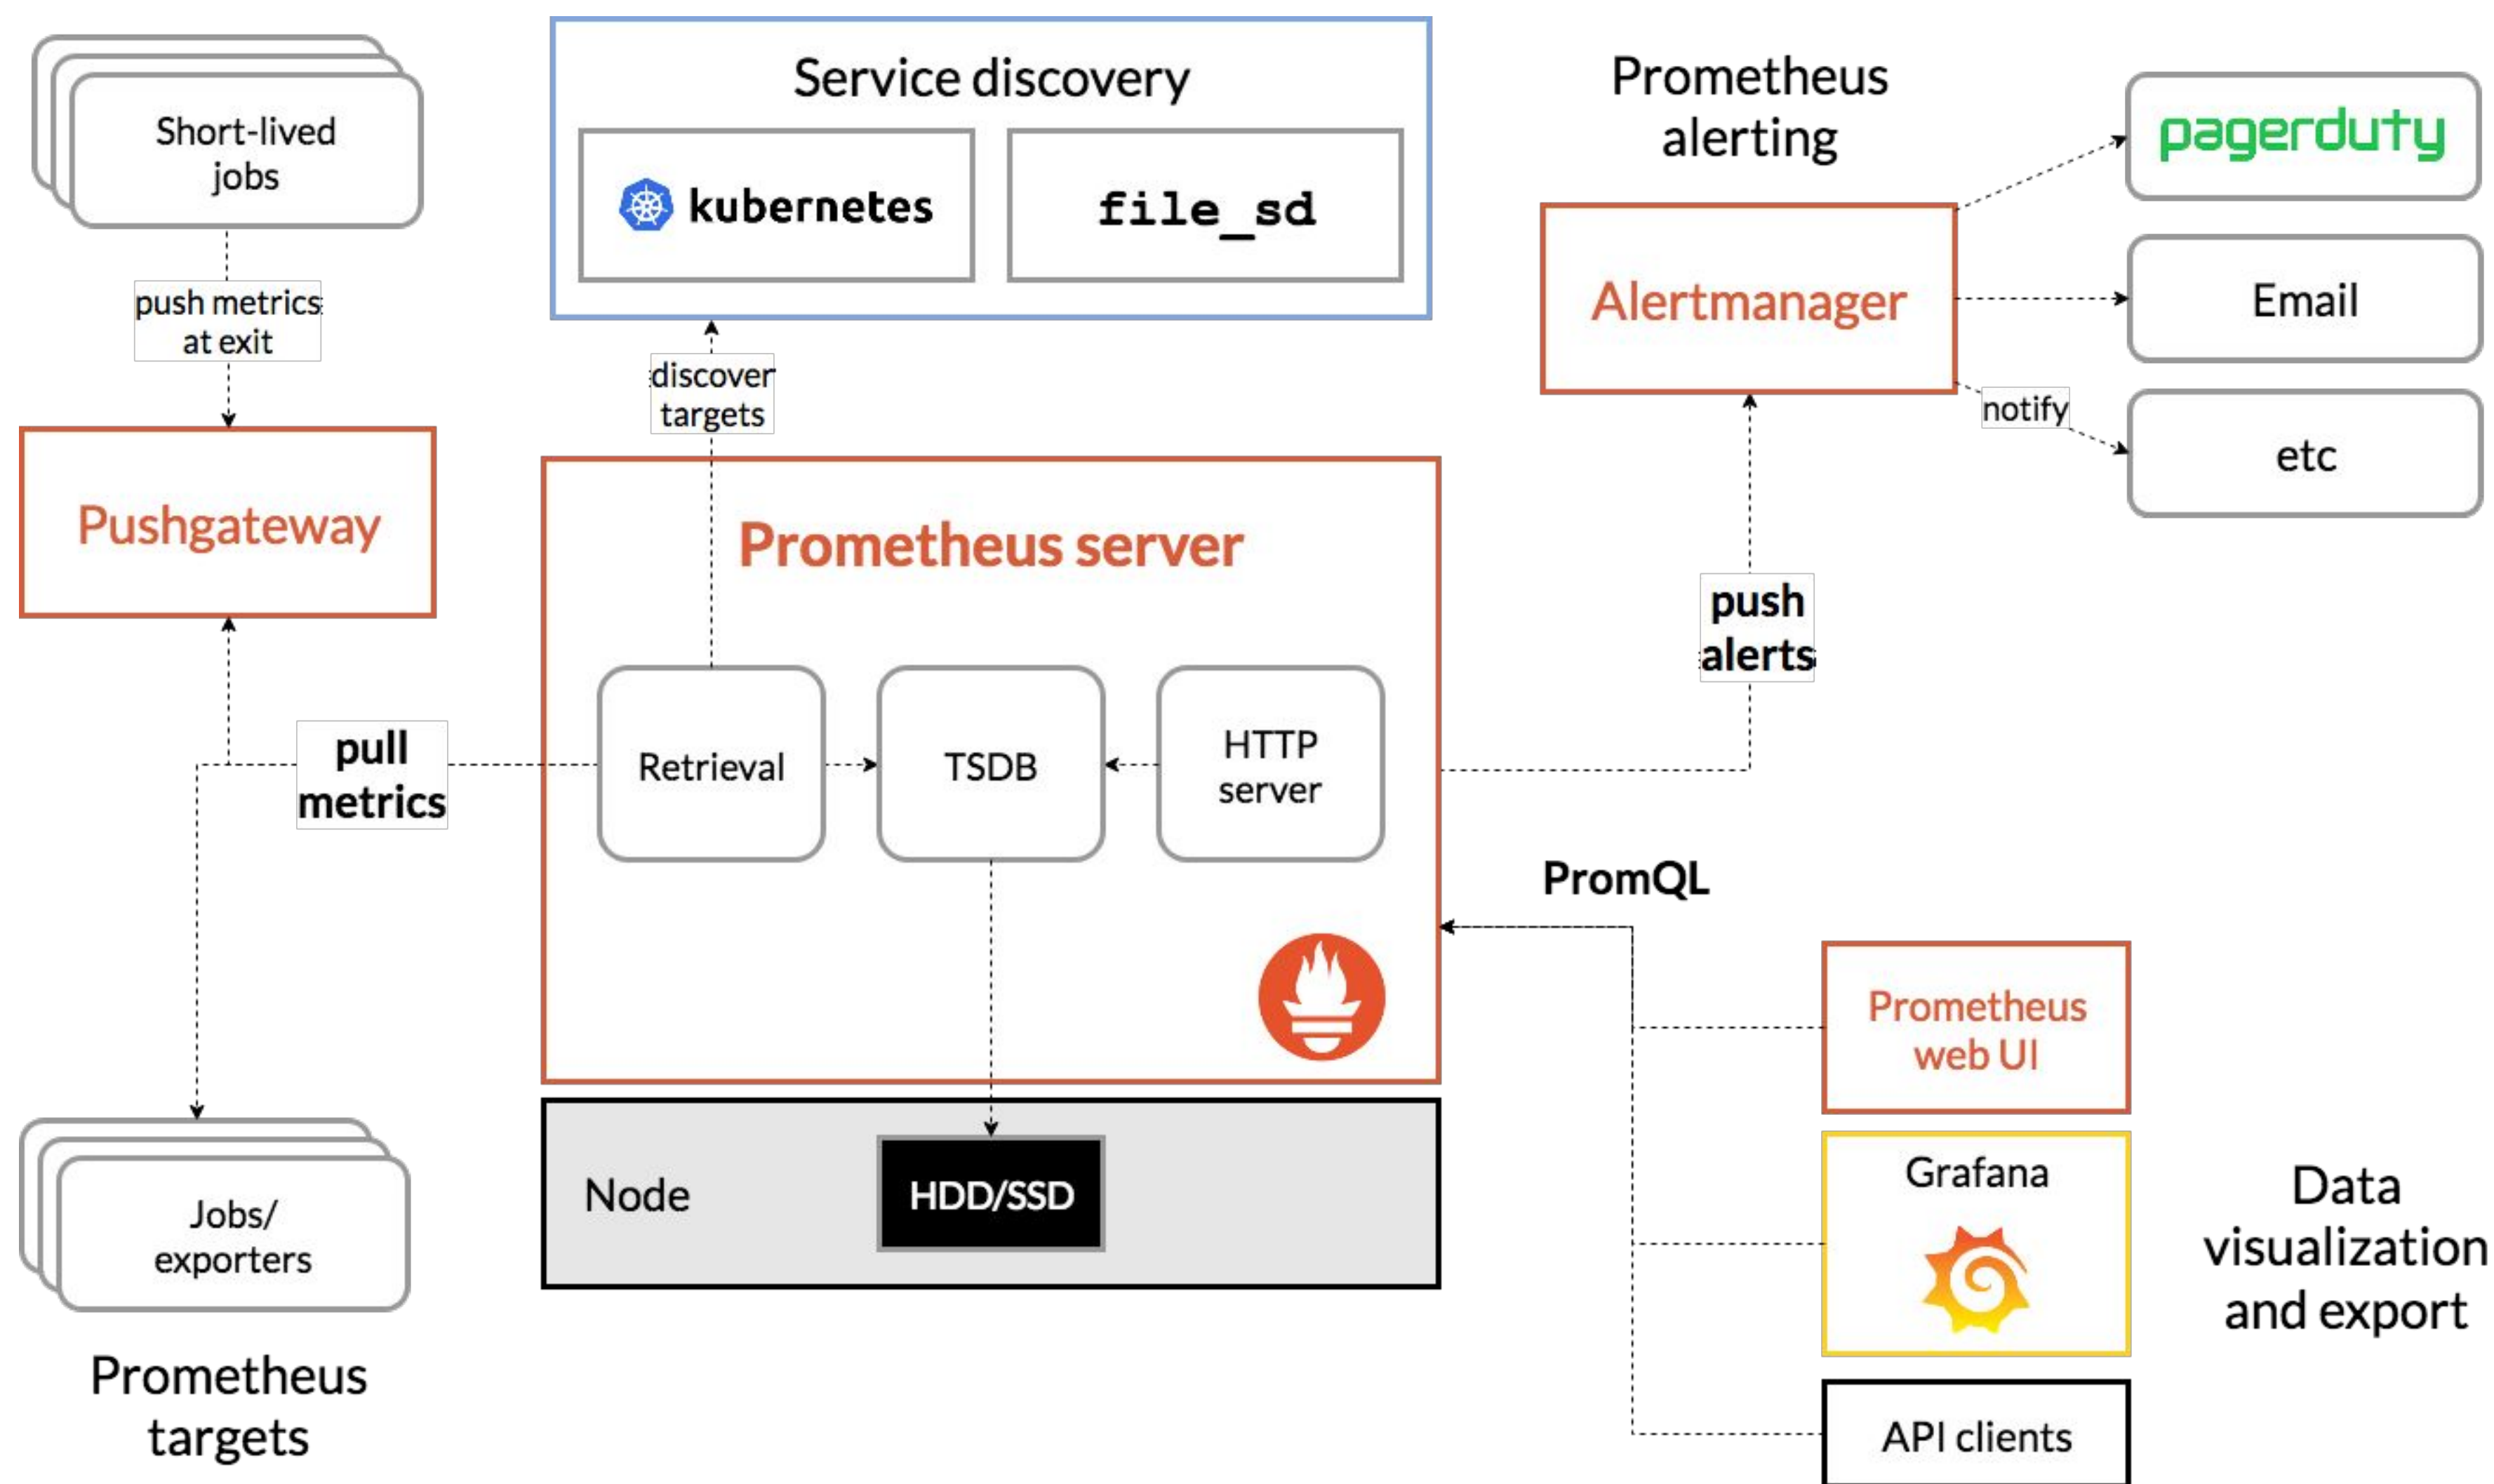 Short-lived
jobs
push metrics
at exit
Pushgateway
pull
metrics
Jobs/
exporters
Prometheus
targets
Service discovery
kubernetes
file_sd
discover
targets
Prometheus server
Retrieval
TSDB
HTTP
server
Node
HDD/SSD
Prometheus
alerting
Alertmanager
pagerduty
Email
notify
etc
push
alerts
PromQL
Prometheus
web UI
Grafana
API clients
Data
visualization
and export